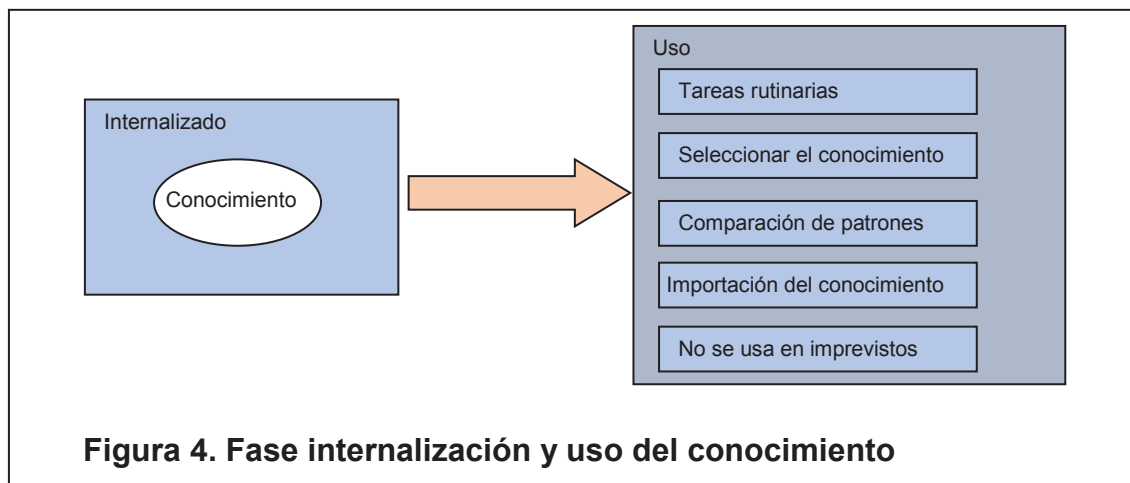 Internalizado
Conocimiento
Uso
Tareas rutinarias
Seleccionar el conocimiento
Comparación de patrones
Importación del conocimiento
No se usa en imprevistos
Figura 4. Fase internalización y uso del conocimiento